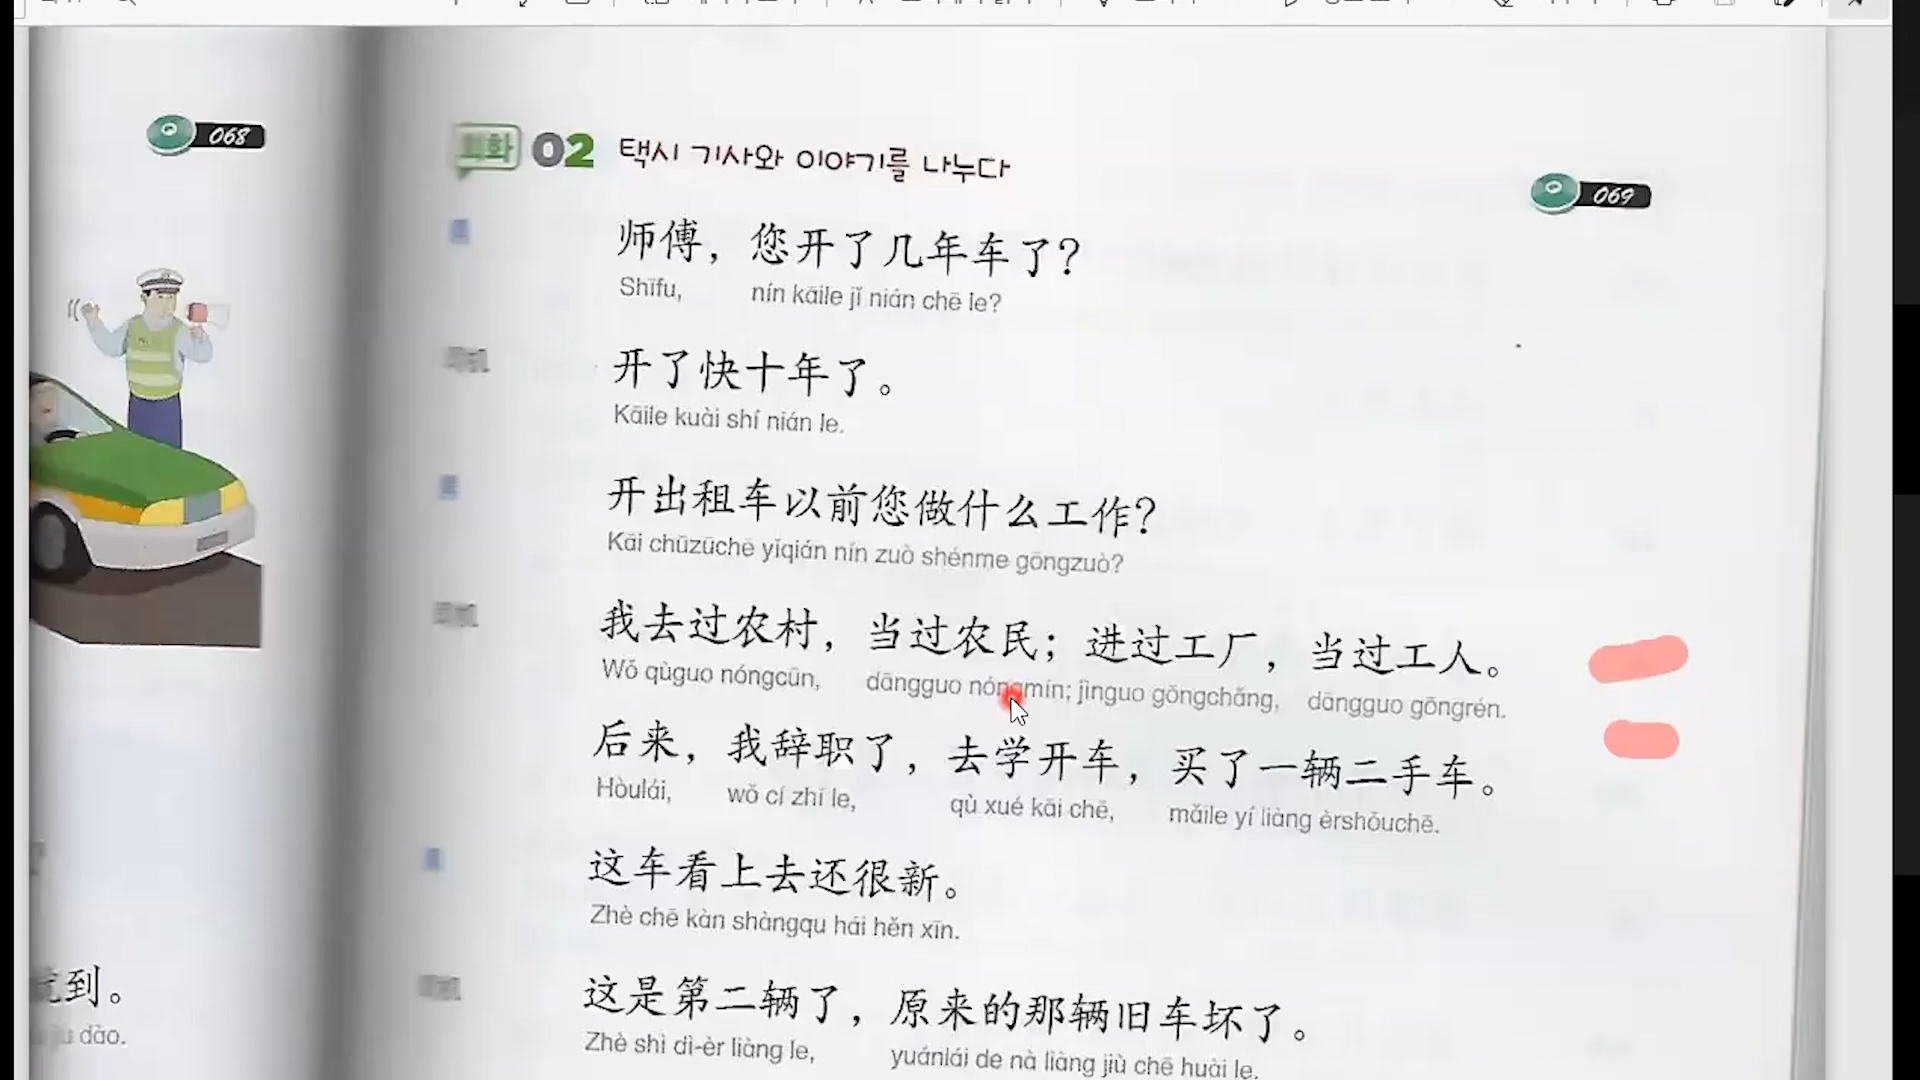 068
到。
dào.
회화 02 택시 기사와 이야기를 나누다
069
师傅，您开了几年车了？
Shīfu, nín kāile jǐ nián chē le?
开了快十年了。
Kāile kuài shí nián le.
开出租车以前您做什么工作？
Kāi chūzūchē yǐqián nín zuò shénme gōngzuò?
我去过农村，当过农民；进过工厂，当过工人。
Wǒ qùguo nóngcūn, dāngguo nóngmín; jìnguo gōngchǎng, dāngguo gōngrén.
后来，我辞职了，去学开车，买了一辆二手车。
Hòulái, wǒ cí zhí le, qù xué kāi chē, mǎile yí liàng èrshǒuchē.
这车看上去还很新。
Zhè chē kàn shàngqu hái hěn xīn.
这是第二辆了，原来的那辆旧车坏了。
Zhè shì dì-èr liàng le, yuánlái de nà liàng jiù chē huài le.